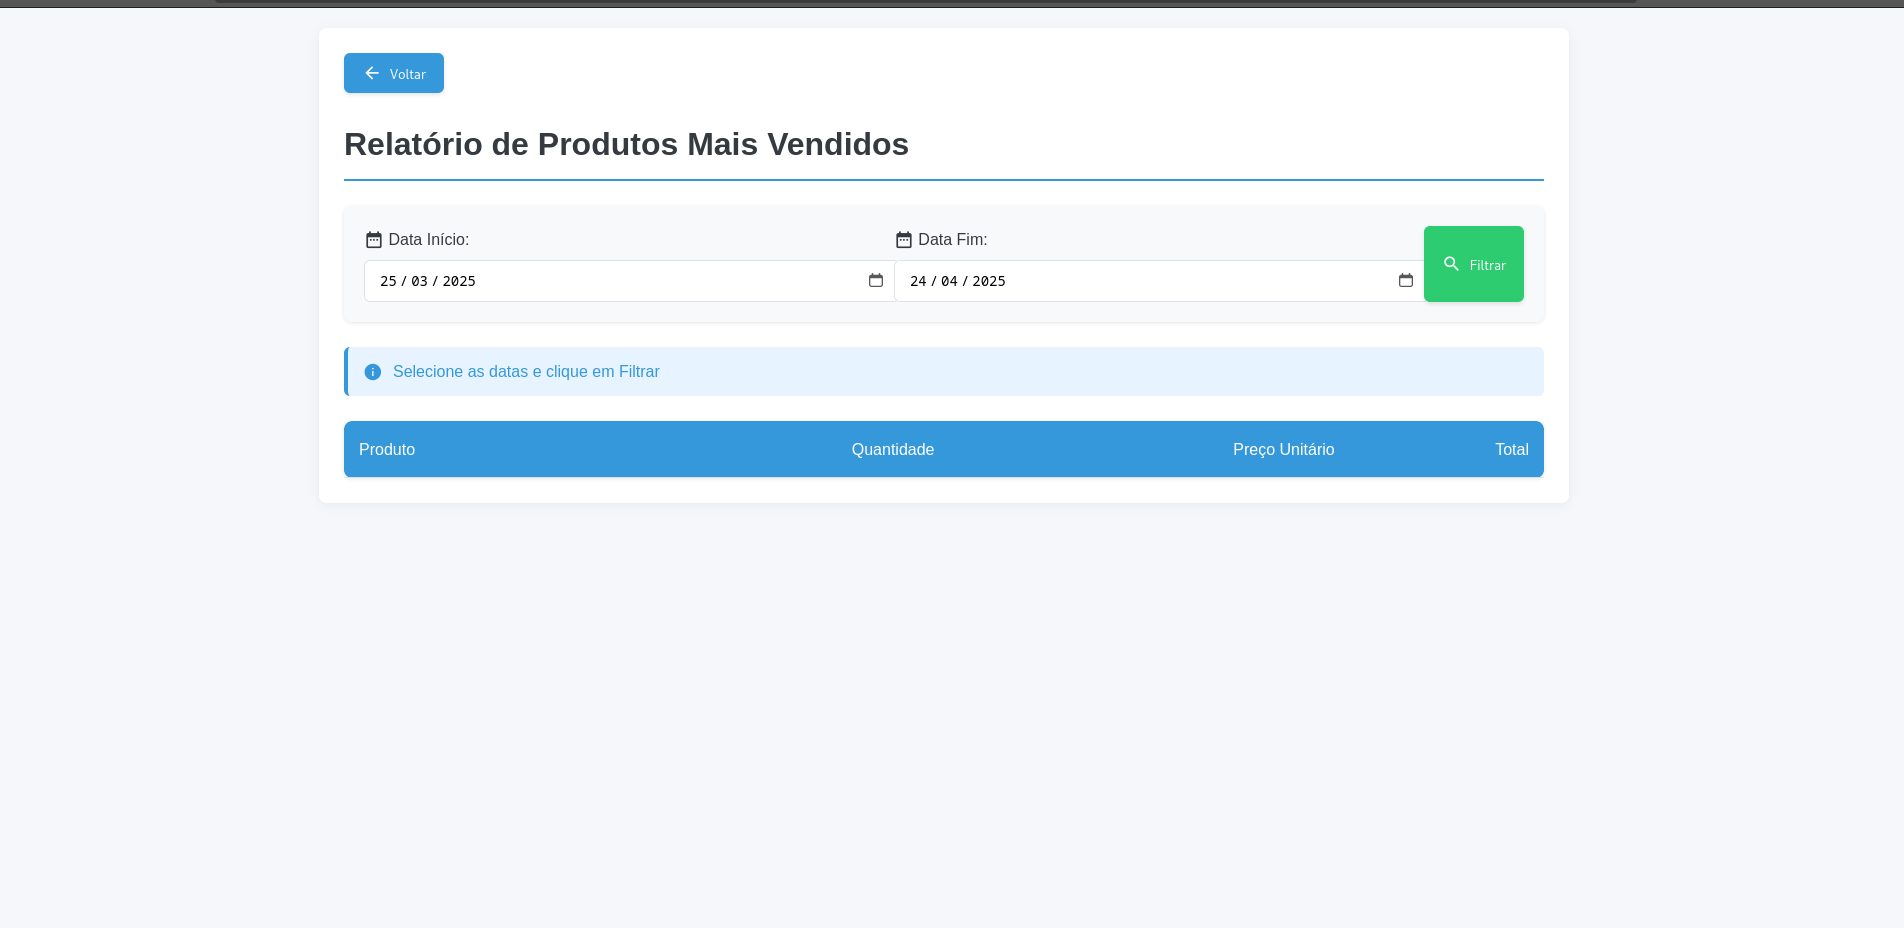 Voltar
Relatório de Produtos Mais Vendidos
Data Início: Data Fim:
25 / 03 / 2025 24 / 04 / 2025 Filtrar
Selecione as datas e clique em Filtrar
Produto Quantidade Preço Unitário Total